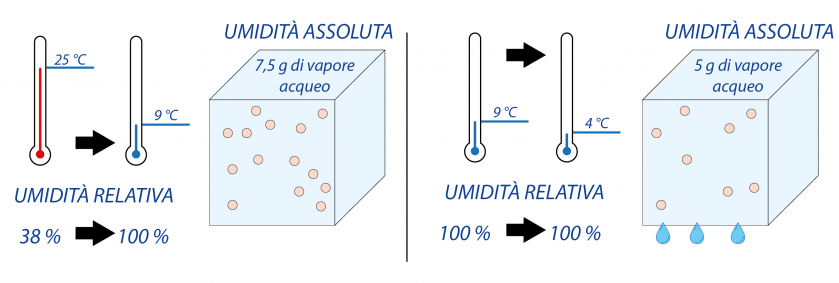 UMIDITÀ ASSOLUTA
25 °C
7,5 g di vapore
acqueo
9 °C
UMIDITÀ RELATIVA
38 %
100 %
UMIDITÀ ASSOLUTA
5 g di vapore
acqueo
9 °C
4 °C
UMIDITÀ RELATIVA
100 %
100 %